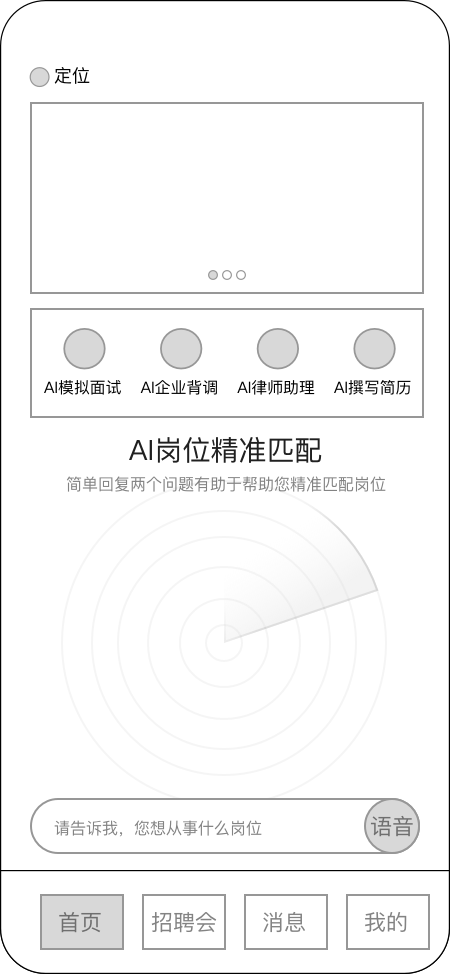 定位
AI模拟面试 AI企业背调 AI律师助理 AI撰写简历
AI岗位精准匹配
简单回复两个问题有助于帮助您精准匹配岗位
请告诉我，您想从事什么岗位 语音
首页 招聘会 消息 我的